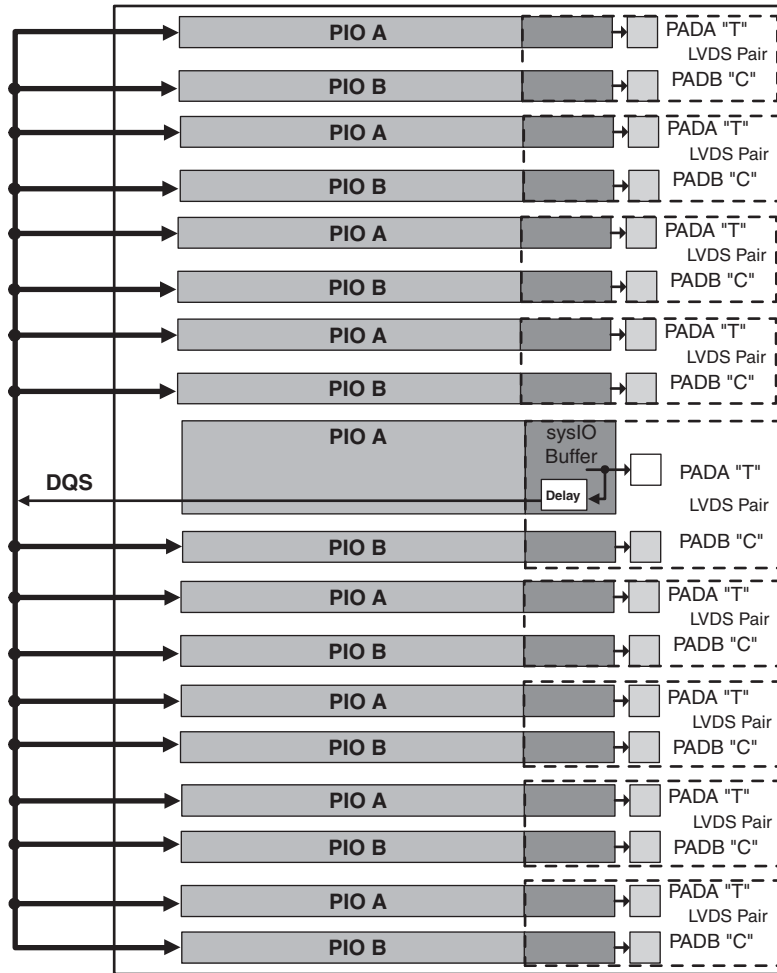 PIO A
PADA "T"
LVDS Pair
PIO B
PADB "C"
PIO A
PADA "T"
LVDS Pair
PIO B
PADB "C"
PIO A
PADA "T"
LVDS Pair
PIO B
PADB "C"
PIO A
PADA "T"
LVDS Pair
PIO B
PADB "C"
PIO A
sysIO
Buffer
DQS
Delay
PADA "T"
LVDS Pair
PIO B
PADB "C"
PIO A
PADA "T"
LVDS Pair
PIO B
PADB "C"
PIO A
PADA "T"
LVDS Pair
PIO B
PADB "C"
PIO A
PADA "T"
LVDS Pair
PIO B
PADB "C"
PIO A
PADA "T"
LVDS Pair
PIO B
PADB "C"